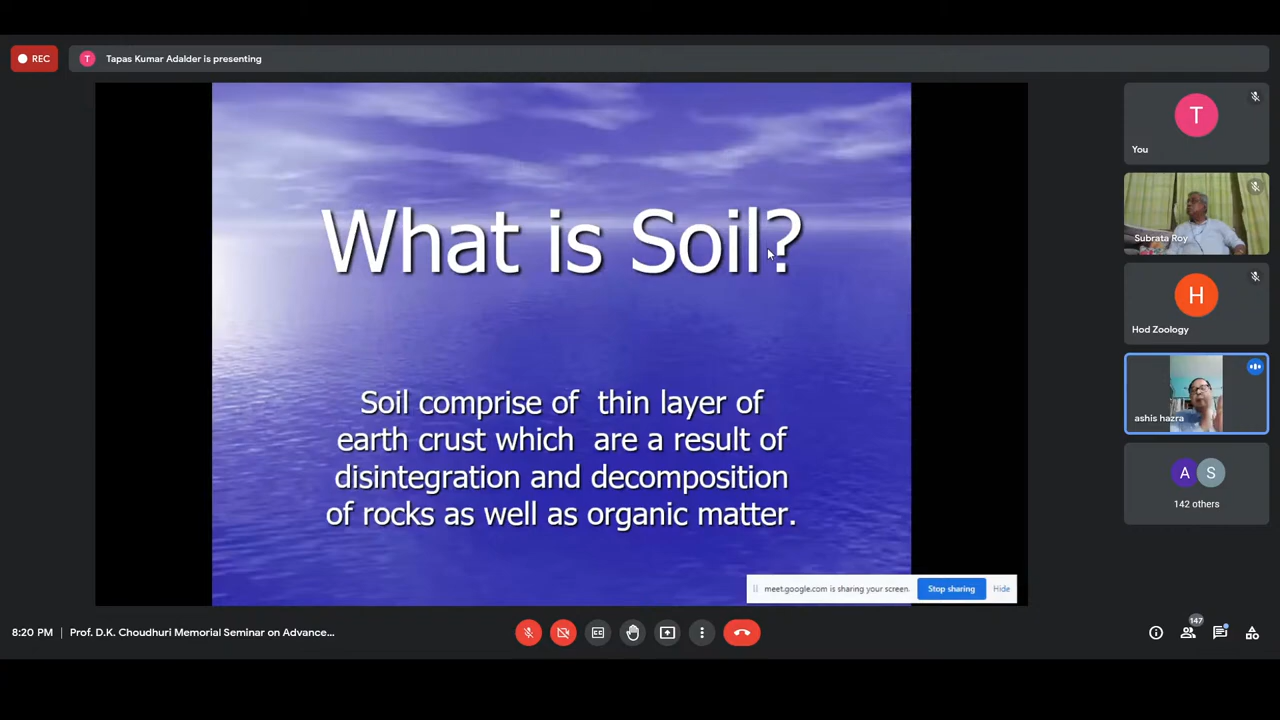 REC
T
Tapas Kumar Adalder is presenting
What is Soil?
Soil comprise of thin layer of
earth crust which are a result of
disintegration and decomposition
of rocks as well as organic matter.
meet.google.com is sharing your screen.
Stop sharing
Hide
T
You
Subrata Roy
H
Hod Zoology
ashis hazra
A S
142 others
8:20 PM | Prof. D.K. Choudhuri Memorial Seminar on Advance...
CC
147